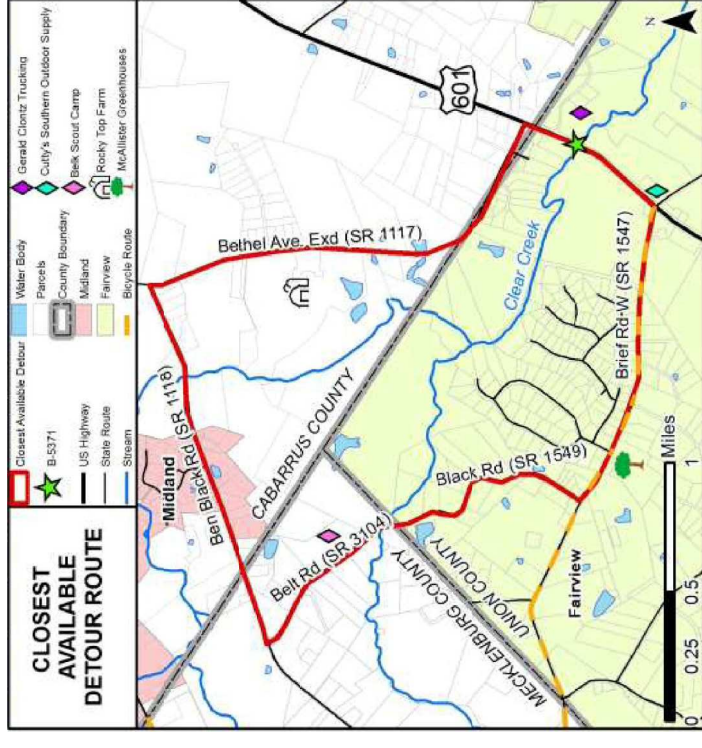 CLOSEST
AVAILABLE
DETOUR ROUTE
Closest Available Detour
B-5371
US Highway
State Route
Stream
Water Body
Parcels
County Boundary
Midland
Fairview
Bicycle Route
Gerald Clontz Trucking
Cutty's Southern Outdoor Supply
Belk Scout Camp
Rocky Top Farm
McAllister Greenhouses
Midland
Ben Black Rd (SR 1118)
Bethel Ave. Exd (SR 1117)
601
CABARRUS COUNTY
Belt Rd (SR 3104)
MECKLENBURG COUNTY
UNION COUNTY
Black Rd (SR 1549)
Clear Creek
Brief Rd W (SR 1547)
Fairview
0 0.25 0.5 1
Miles
N